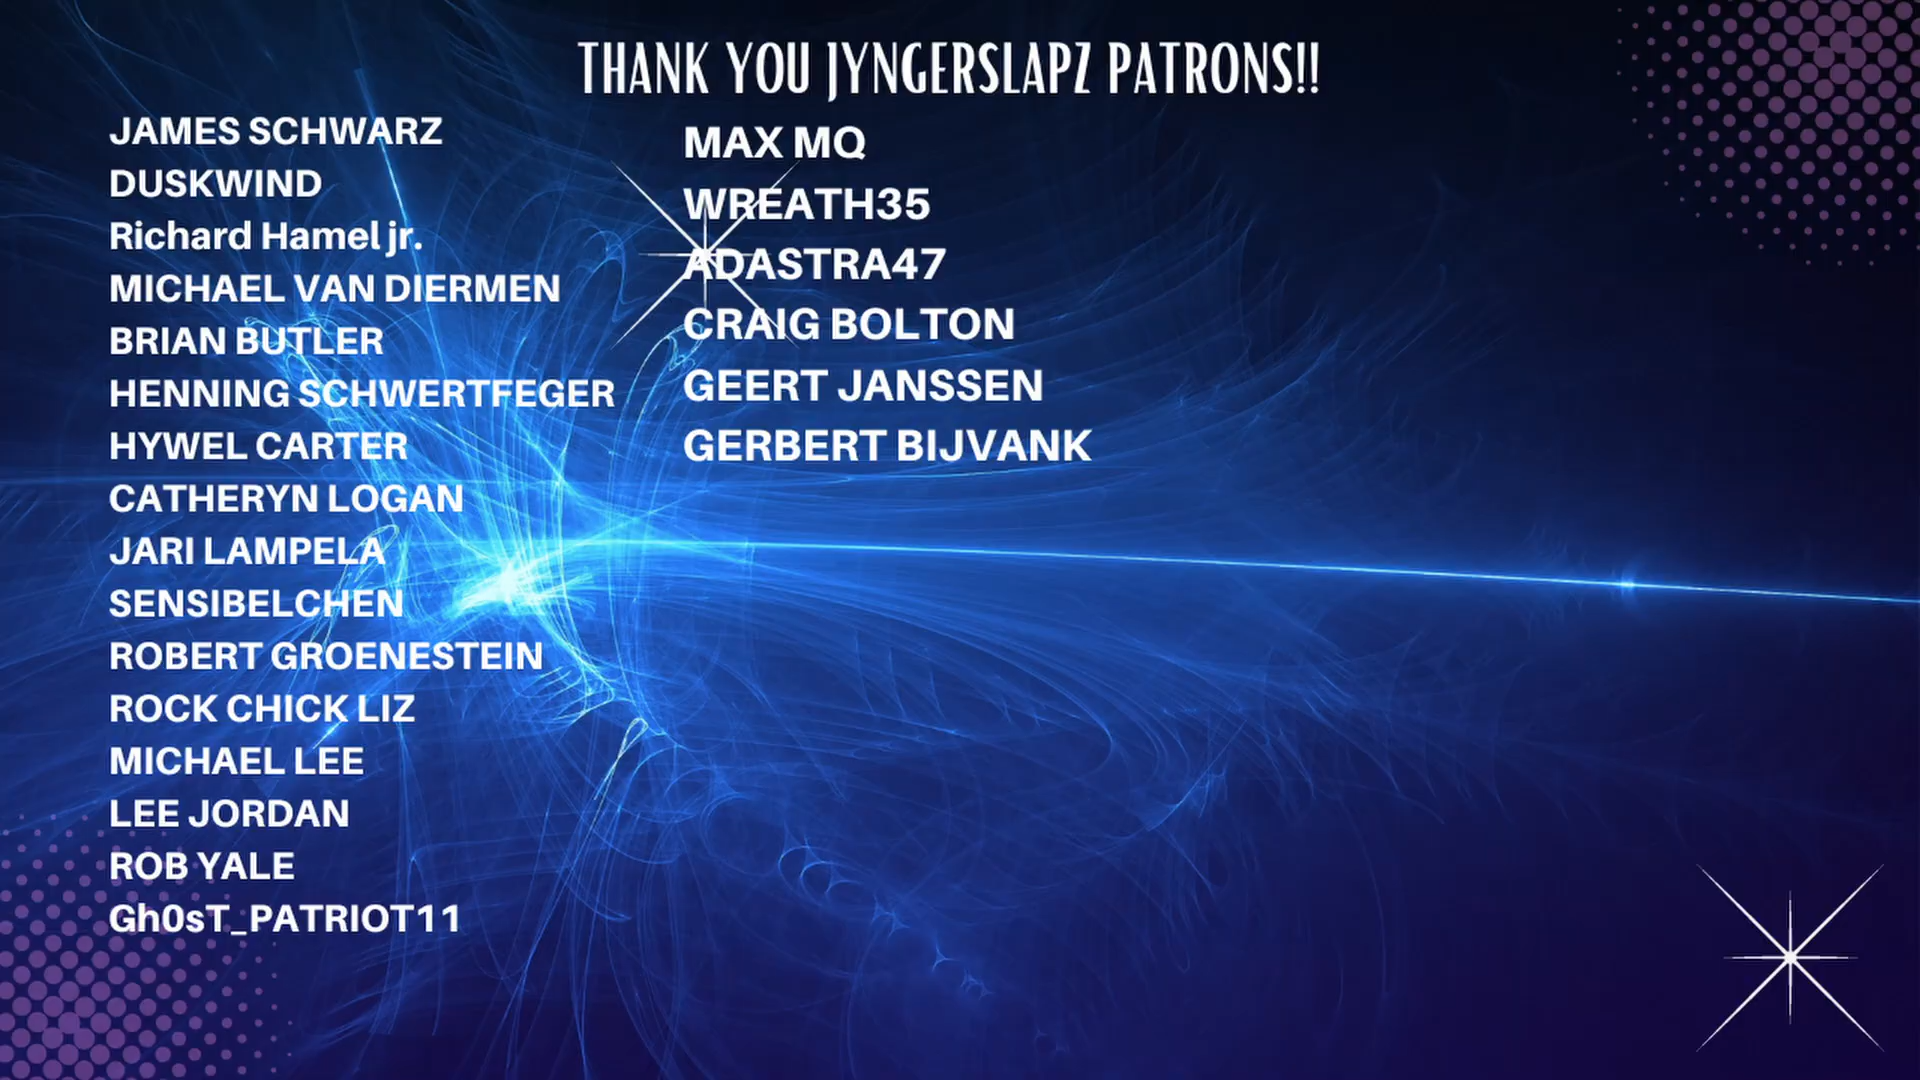 THANK YOU JYNGERSLAPZ PATRONS!!
JAMES SCHWARZ
DUSKWIND
Richard Hamel jr.
MICHAEL VAN DIERMEN
BRIAN BUTLER
HENNING SCHWERTFEGER
HYWEL CARTER
CATHERYN LOGAN
JARI LAMPELA
SENSIBELCHEN
ROBERT GROENESTEIN
ROCK CHICK LIZ
MICHAEL LEE
LEE JORDAN
ROB YALE
Gh0sT_PATRIOT11
MAX MQ
WREATH35
ADASTRA47
CRAIG BOLTON
GEERT JANSSEN
GERBERT BIJVANK